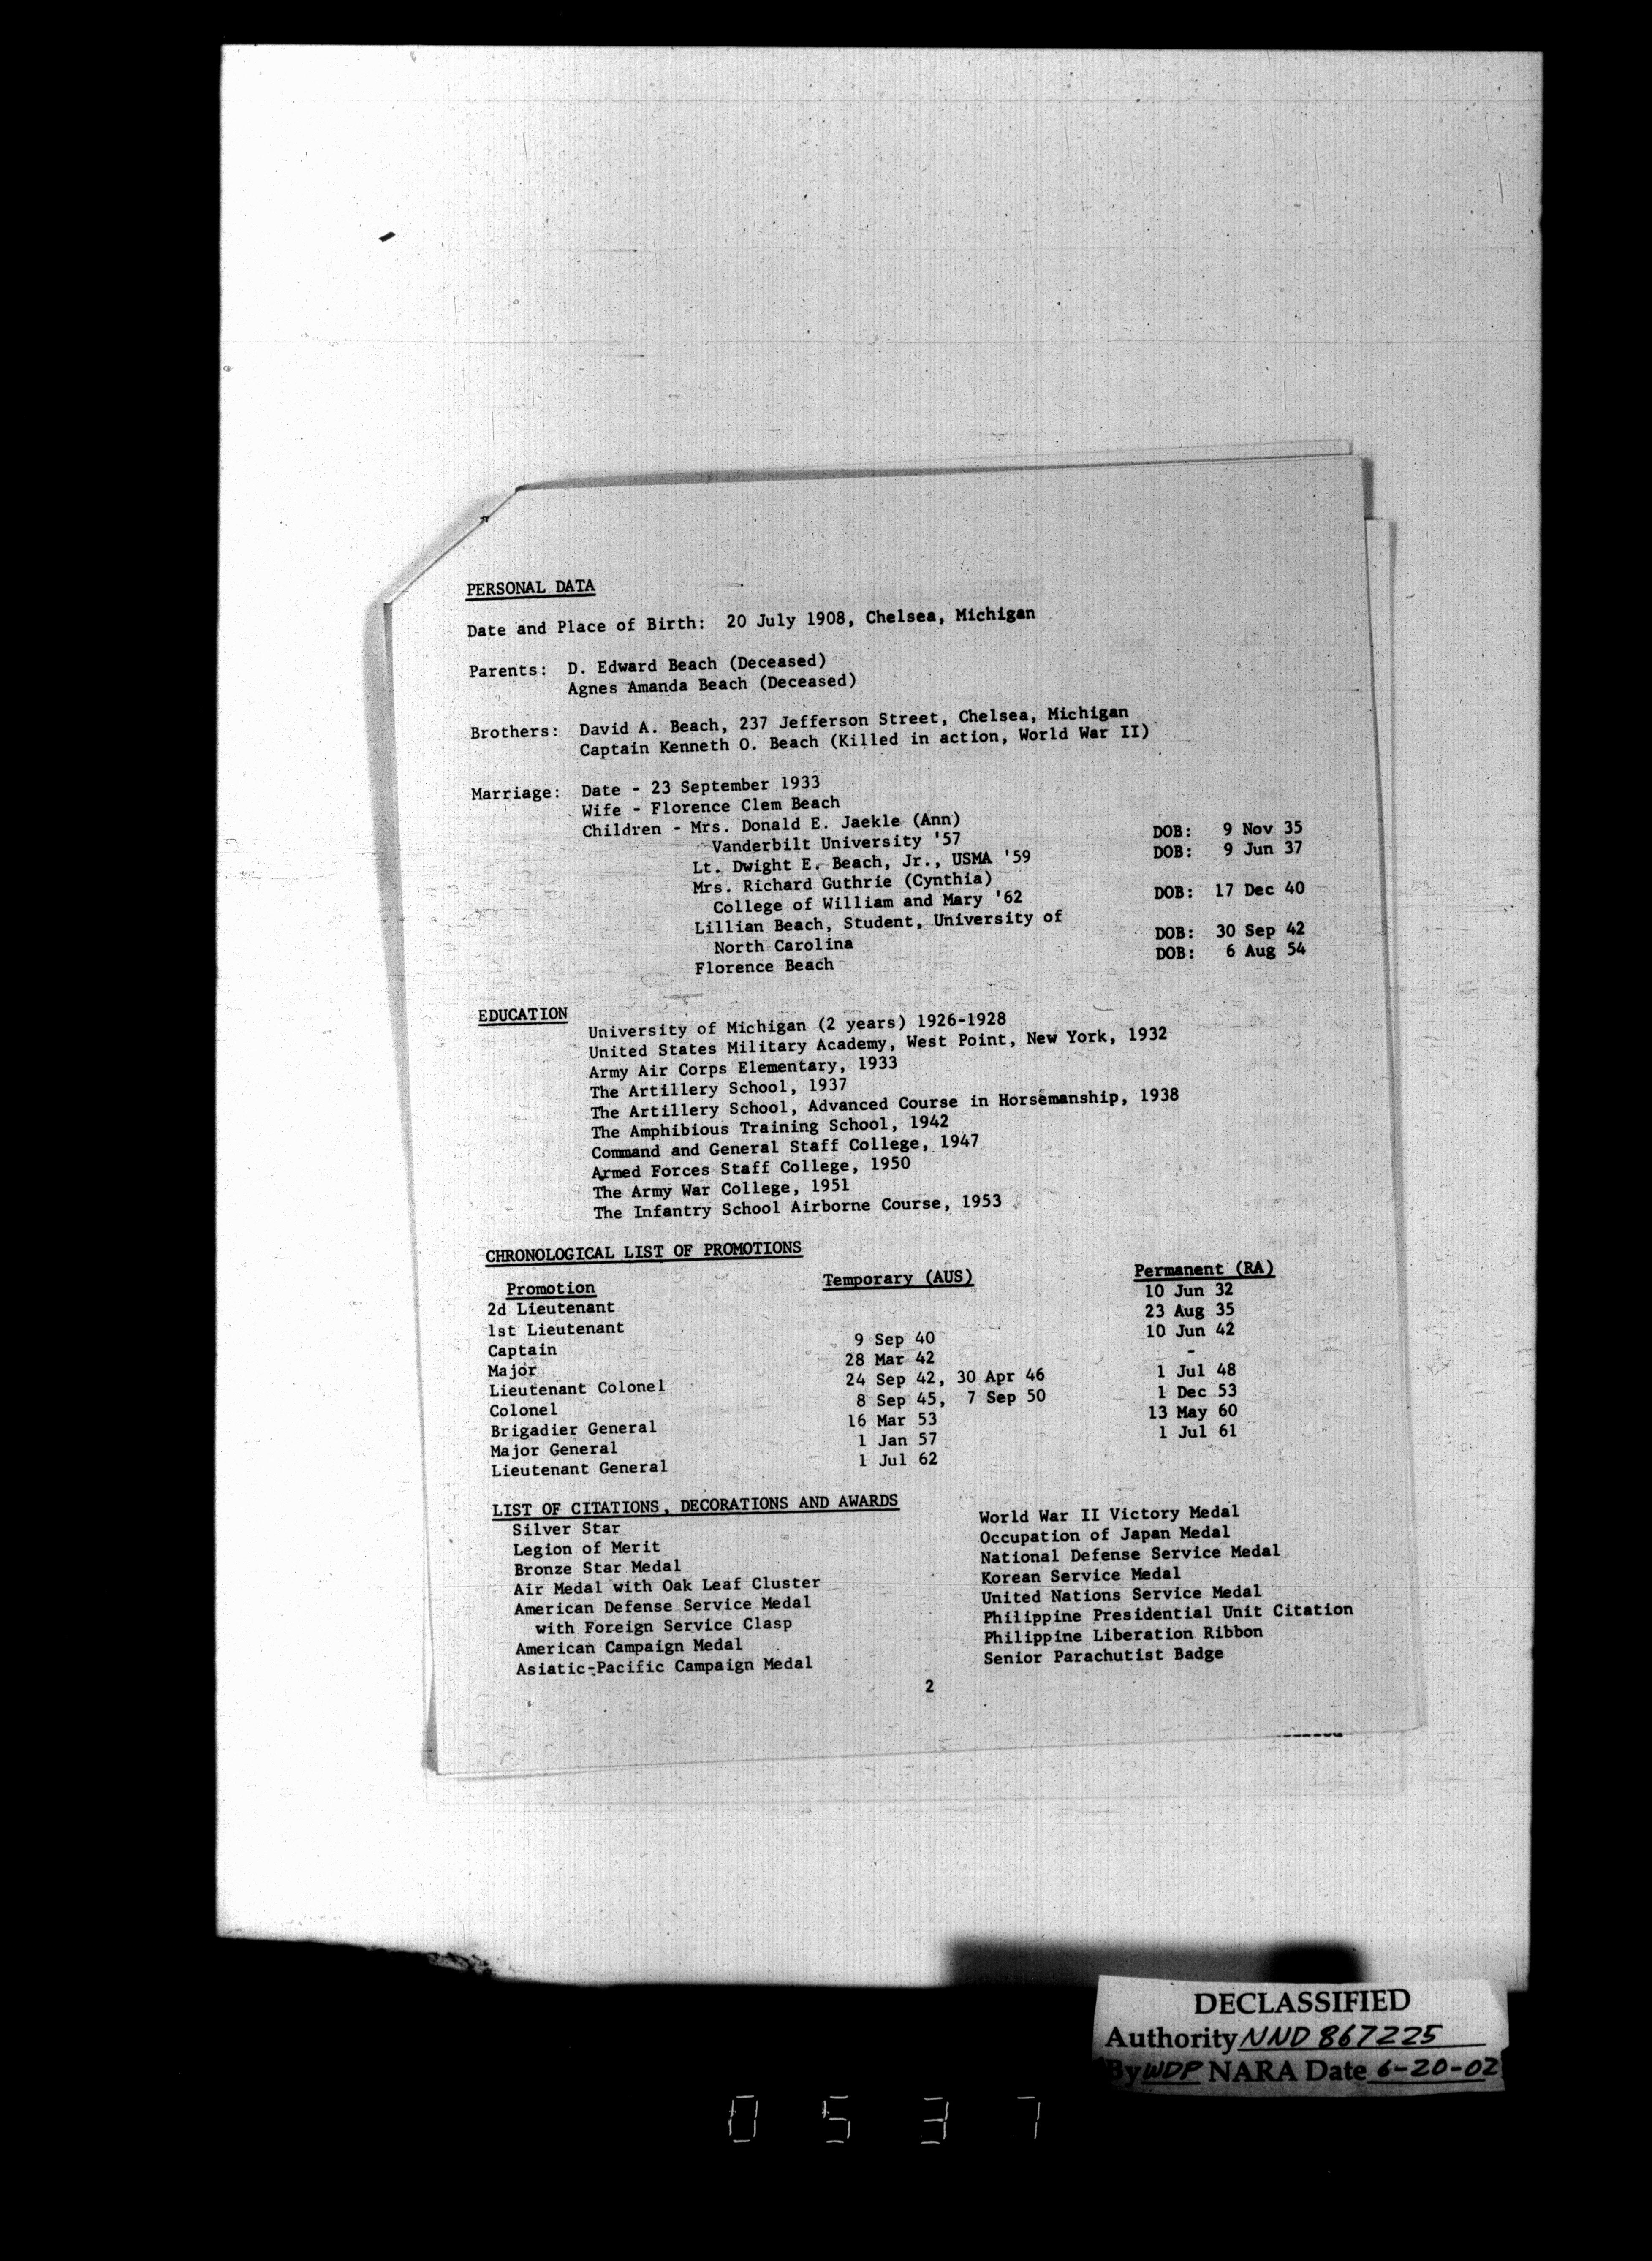 PERSONAL DATA
Date and Place of Birth: 20 July 1908, Chelsea, Michigan
Parents: D. Edward Beach (Deceased)
Agnes Amanda Beach (Deceased)
Brothers: David A. Beach, 237 Jefferson Street, Chelsea, Michigan
Captain Kenneth O. Beach (Killed in action, World War II)
Marriage: Date - 23 September 1933
Wife - Florence Clem Beach
Children - Mrs. Donald E. Jaekle (Ann)
Vanderbilt University '57 DOB: 9 Nov 35
Lt. Dwight E. Beach, Jr., USMA '59 DOB: 9 Jun 37
Mrs. Richard Guthrie (Cynthia)
College of William and Mary '62 DOB: 17 Dec 40
Lillian Beach, Student, University of
North Carolina DOB: 30 Sep 42
Florence Beach DOB: 6 Aug 54
EDUCATION
University of Michigan (2 years) 1926-1928
United States Military Academy, West Point, New York, 1932
Army Air Corps Elementary, 1933
The Artillery School, 1937
The Artillery School, Advanced Course in Horsemanship, 1938
The Amphibious Training School, 1942
Command and General Staff College, 1947
Armed Forces Staff College, 1950
The Army War College, 1951
The Infantry School Airborne Course, 1953
CHRONOLOGICAL LIST OF PROMOTIONS
Promotion Temporary (AUS) Permanent (RA)
2d Lieutenant 10 Jun 32
1st Lieutenant 23 Aug 35
Captain 9 Sep 40 10 Jun 42
Major 28 Mar 42 -
Lieutenant Colonel 24 Sep 42, 30 Apr 46 1 Jul 48
Colonel 8 Sep 45, 7 Sep 50 1 Dec 53
Brigadier General 16 Mar 53 13 May 60
Major General 1 Jan 57 1 Jul 61
Lieutenant General 1 Jul 62
LIST OF CITATIONS, DECORATIONS AND AWARDS
Silver Star
Legion of Merit
Bronze Star Medal
Air Medal with Oak Leaf Cluster
American Defense Service Medal
with Foreign Service Clasp
American Campaign Medal
Asiatic-Pacific Campaign Medal
World War II Victory Medal
Occupation of Japan Medal
National Defense Service Medal
Korean Service Medal
United Nations Service Medal
Philippine Presidential Unit Citation
Philippine Liberation Ribbon
Senior Parachutist Badge
2
DECLASSIFIED
Authority NND 867225
By WDP NARA Date 6-20-02
0 5 3 7